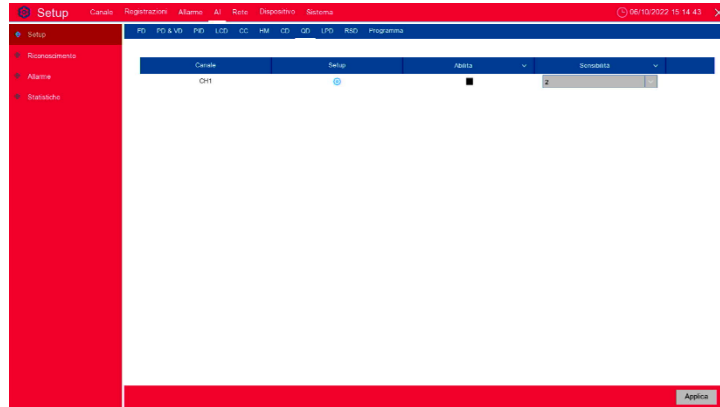 Setup Canale Registrazioni Allarme AI Rete Dispositivo Sistema 06/10/2022 15:14:43
Setup
FD PD & VD PID LCD CC HM CD QD LPD RSD Programma
Riconoscimento
Allarme
Statistiche
Canale Setup Abilita Sensibilità
CH1 2
Applica